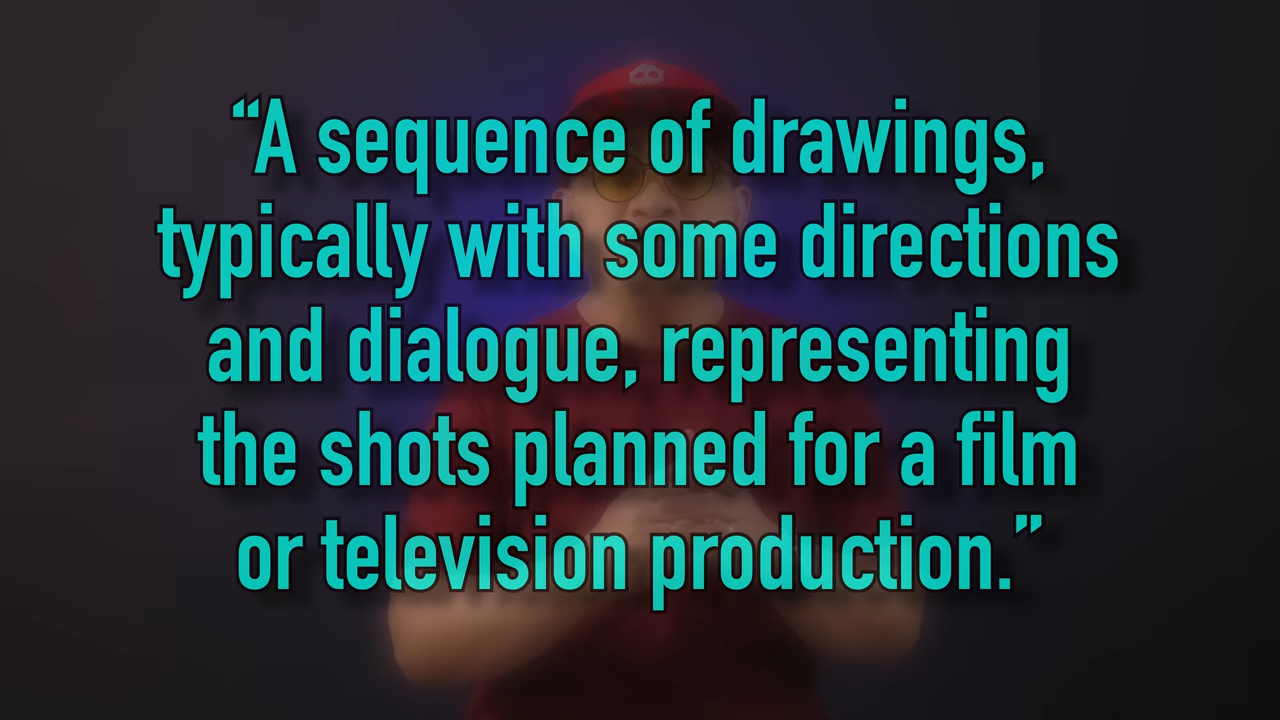 “A sequence of drawings,
typically with some directions
and dialogue, representing
the shots planned for a film
or television production.”